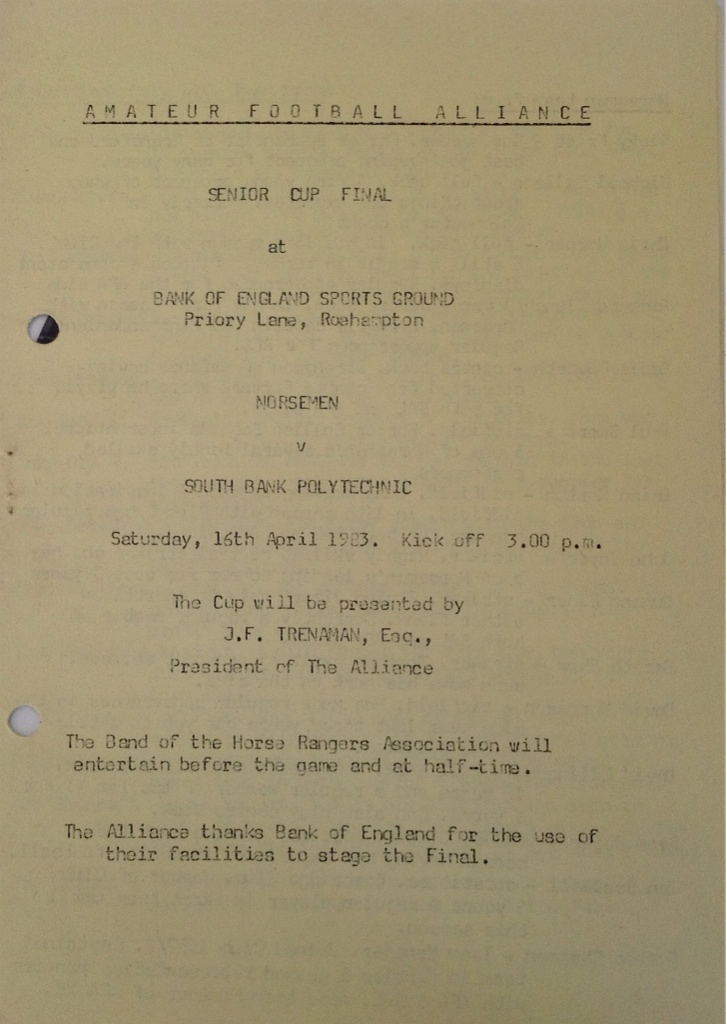 AMATEUR FOOTBALL ALLIANCE
SENIOR CUP FINAL
at
BANK OF ENGLAND SPORTS GROUND
Priory Lane, Roehampton
NORSEMEN
v
SOUTH BANK POLYTECHNIC
Saturday, 16th April 1983. Kick off 3.00 p.m.
The Cup will be presented by
J.F. TRENAMAN, Esq.,
President of The Alliance
The Band of the Horse Rangers Association will
entertain before the game and at half-time.
The Alliance thanks Bank of England for the use of
their facilities to stage the Final.